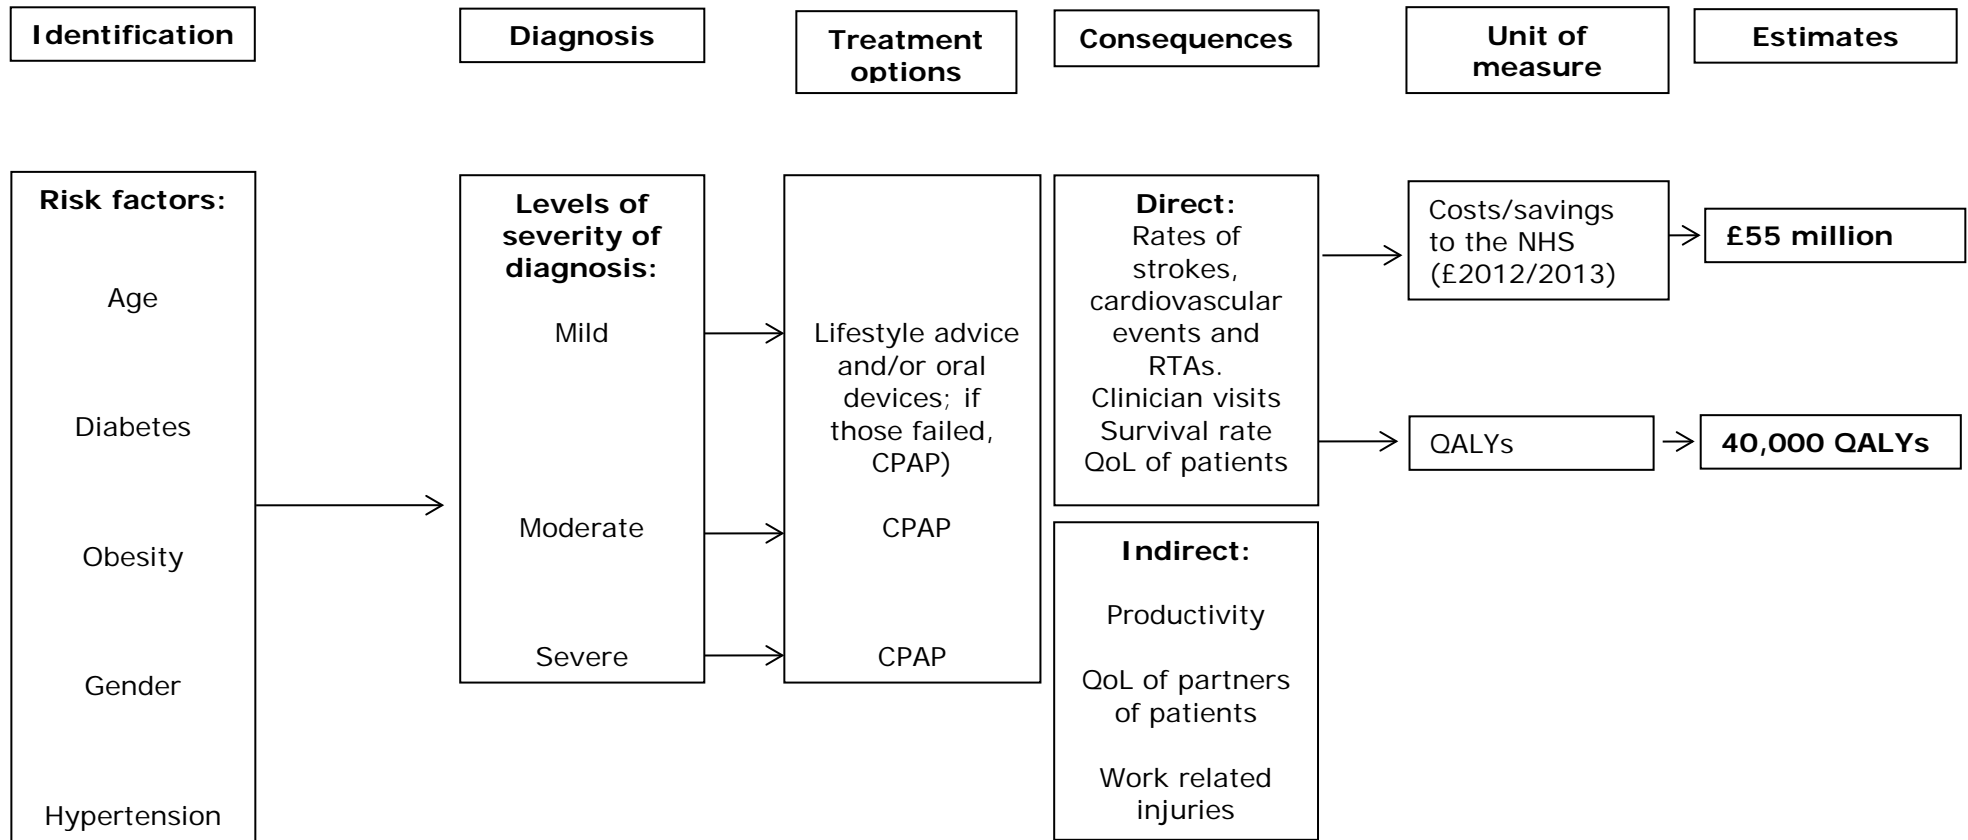 Identification
Diagnosis
Treatment
options
Consequences
Unit of
measure
Estimates
Risk factors:
Age
Diabetes
Obesity
Gender
Hypertension
Levels of
severity of
diagnosis:
Mild
Moderate
Severe
Lifestyle advice
and/or oral
devices; if
those failed,
CPAP)
CPAP
CPAP
Direct:
Rates of
strokes,
cardiovascular
events and
RTAs.
Clinician visits
Survival rate
QoL of patients
Indirect:
Productivity
QoL of partners
of patients
Work related
injuries
Costs/savings
to the NHS
(£2012/2013)
QALYs
£55 million
40,000 QALYs